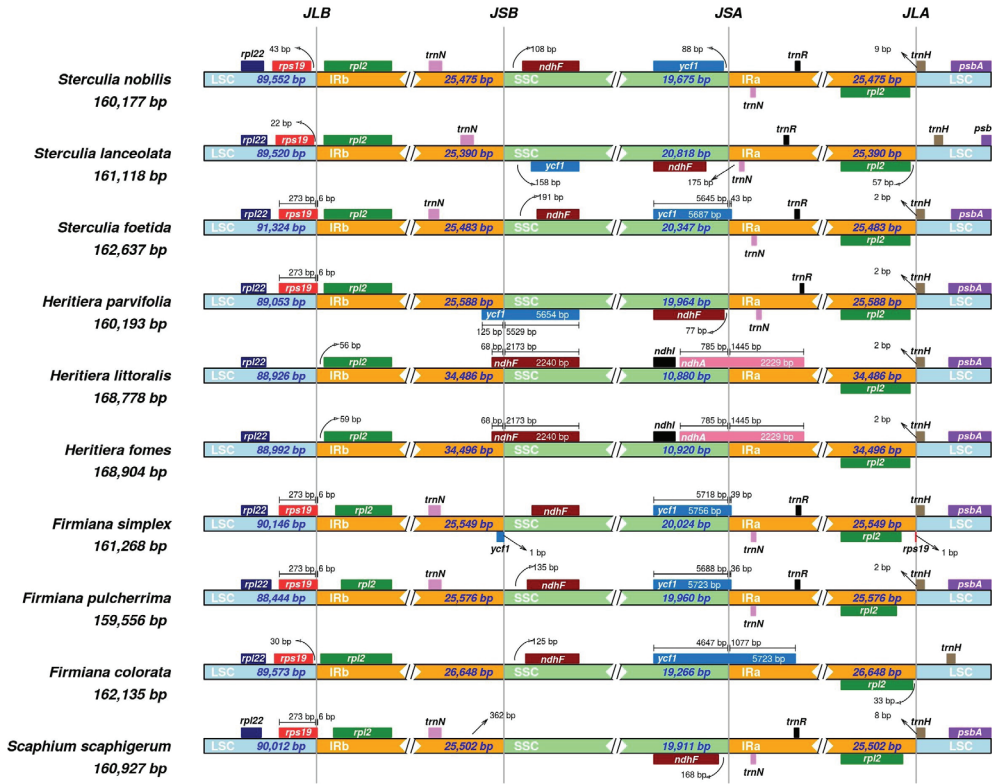 JLB JSB JSA JLA
43 bp 108 bp 88 bp 9 bp
rpl22 rps19 rpl2 trnN ndhF ycf1 trnR trnH psbA
Sterculia nobilis LSC 89,552 bp IRb 25,475 bp SSC 19,675 bp IRa 25,475 bp LSC
160,177 bp trnN rpl2
22 bp trnN trnR trnH psb
rpl22 rps19 rpl2
Sterculia lanceolata LSC 89,520 bp IRb 25,390 bp SSC 20,818 bp IRa 25,390 bp LSC
161,118 bp ycf1 ndhF trnN rpl2
158 bp 175 bp 57 bp
273 bp 6 bp trnN 191 bp 5645 bp 43 bp trnR 2 bp trnH
rpl22 rps19 rpl2 ndhF ycf1 5687 bp psbA
Sterculia foetida LSC 91,324 bp IRb 25,483 bp SSC 20,347 bp IRa 25,483 bp LSC
162,637 bp trnN rpl2
273 bp 6 bp trnR 2 bp trnH
rpl22 rps19 rpl2 psbA
Heritiera parvifolia LSC 89,053 bp IRb 25,588 bp SSC 19,964 bp IRa 25,588 bp LSC
160,193 bp ycf1 5654 bp ndhF trnN rpl2
125 bp 5529 bp 77 bp
56 bp 68 bp 2173 bp ndhI 785 bp 1445 bp 2 bp trnH
rpl22 rpl2 ndhF 2240 bp ndhA 2229 bp psbA
Heritiera littoralis LSC 88,926 bp IRb 34,486 bp SSC 10,880 bp IRa 34,486 bp LSC
168,778 bp rpl2
59 bp 68 bp 2173 bp ndhI 785 bp 1445 bp 2 bp trnH
rpl22 rpl2 ndhF 2240 bp ndhA 2229 bp psbA
Heritiera fomes LSC 88,992 bp IRb 34,496 bp SSC 10,920 bp IRa 34,496 bp LSC
168,904 bp rpl2
273 bp 6 bp trnN 5718 bp 39 bp trnR trnH
rpl22 rps19 rpl2 ndhF ycf1 5756 bp psbA
Firmiana simplex LSC 90,146 bp IRb 25,549 bp SSC 20,024 bp IRa 25,549 bp LSC
161,268 bp ycf1 1 bp trnN rpl2 rps19 1 bp
273 bp 6 bp trnN 135 bp 5688 bp 36 bp trnR 2 bp trnH
rpl22 rps19 rpl2 ndhF ycf1 5723 bp psbA
Firmiana pulcherrima LSC 88,444 bp IRb 25,576 bp SSC 19,960 bp IRa 25,576 bp LSC
159,556 bp trnN rpl2
30 bp 125 bp 4647 bp 1077 bp trnH
rpl22 rps19 rpl2 ndhF ycf1 5723 bp
Firmiana colorata LSC 89,573 bp IRb 26,648 bp SSC 19,266 bp IRa 26,648 bp LSC
162,135 bp rpl2
33 bp
rpl22 273 bp 6 bp trnN 362 bp trnR 8 bp trnH
rps19 rpl2 psbA
Scaphium scaphigerum LSC 90,012 bp IRb 25,502 bp SSC 19,911 bp IRa 25,502 bp LSC
160,927 bp ndhF trnN rpl2
168 bp